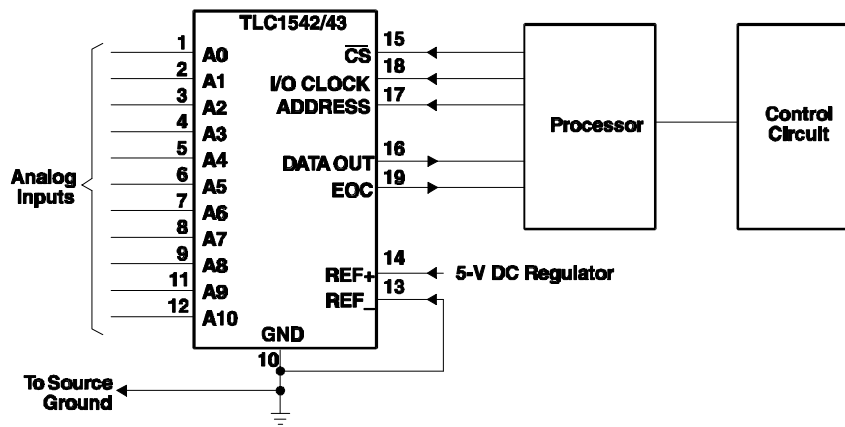 TLC1542/43
1 A0
2 A1
3 A2
4 A3
5 A4
6 A5
7 A6
8 A7
9 A8
11 A9
12 A10
Analog
Inputs
15
CS
18
I/O CLOCK
17
ADDRESS
16
DATA OUT
19
EOC
14
REF+
5-V DC Regulator
13
REF_
GND
10
To Source
Ground
Processor
Control
Circuit